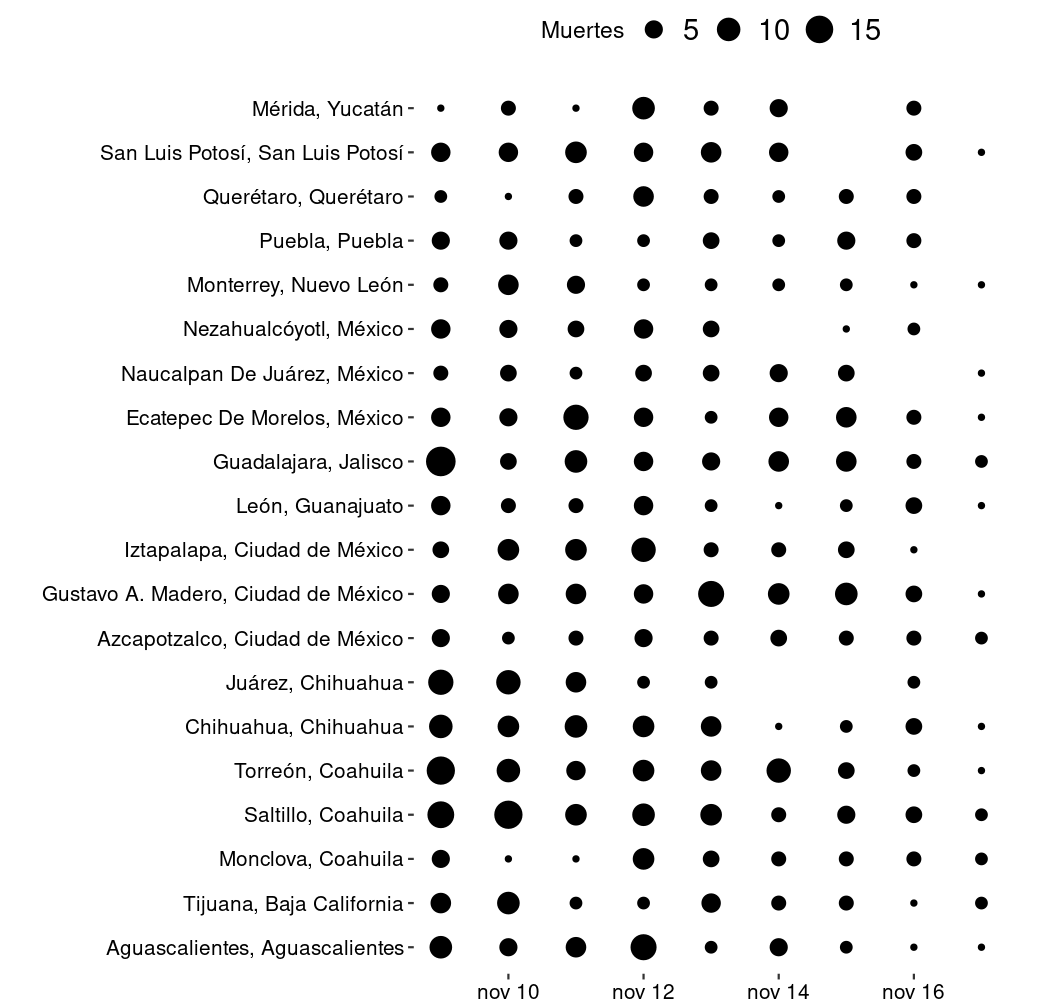 Muertes 5 10 15
Mérida, Yucatán
San Luis Potosí, San Luis Potosí
Querétaro, Querétaro
Puebla, Puebla
Monterrey, Nuevo León
Nezahualcóyotl, México
Naucalpan De Juárez, México
Ecatepec De Morelos, México
Guadalajara, Jalisco
León, Guanajuato
Iztapalapa, Ciudad de México
Gustavo A. Madero, Ciudad de México
Azcapotzalco, Ciudad de México
Juárez, Chihuahua
Chihuahua, Chihuahua
Torreón, Coahuila
Saltillo, Coahuila
Monclova, Coahuila
Tijuana, Baja California
Aguascalientes, Aguascalientes
nov 10 nov 12 nov 14 nov 16